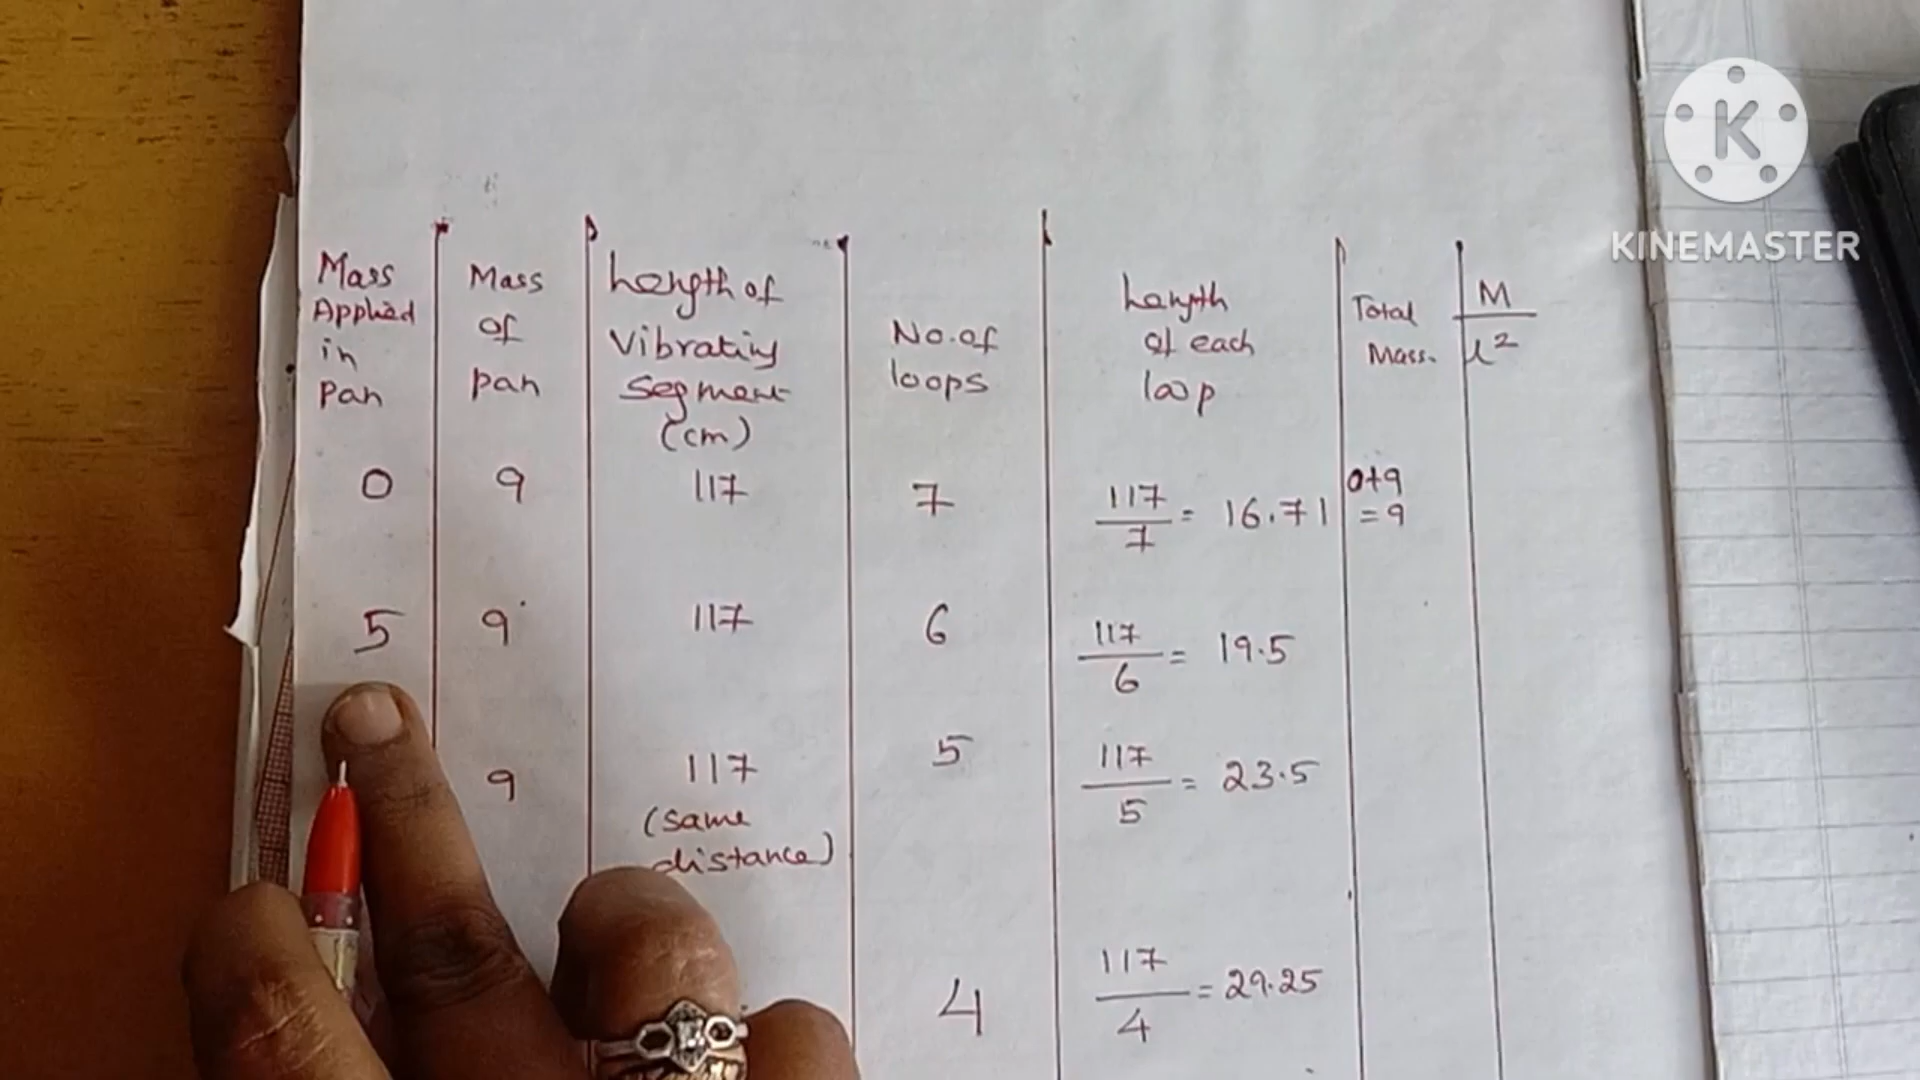 Mass Applied in Pan
Mass of pan
Length of Vibrating Segment (cm)
No. of loops
Length of each loop
Total Mass.
M/l²
0 9 117 7 117/7 = 16.71 0+9 = 9
5 9 117 6 117/6 = 19.5
9 117 (same distance) 5 117/5 = 23.5
4 117/4 = 29.25
K
KINEMASTER